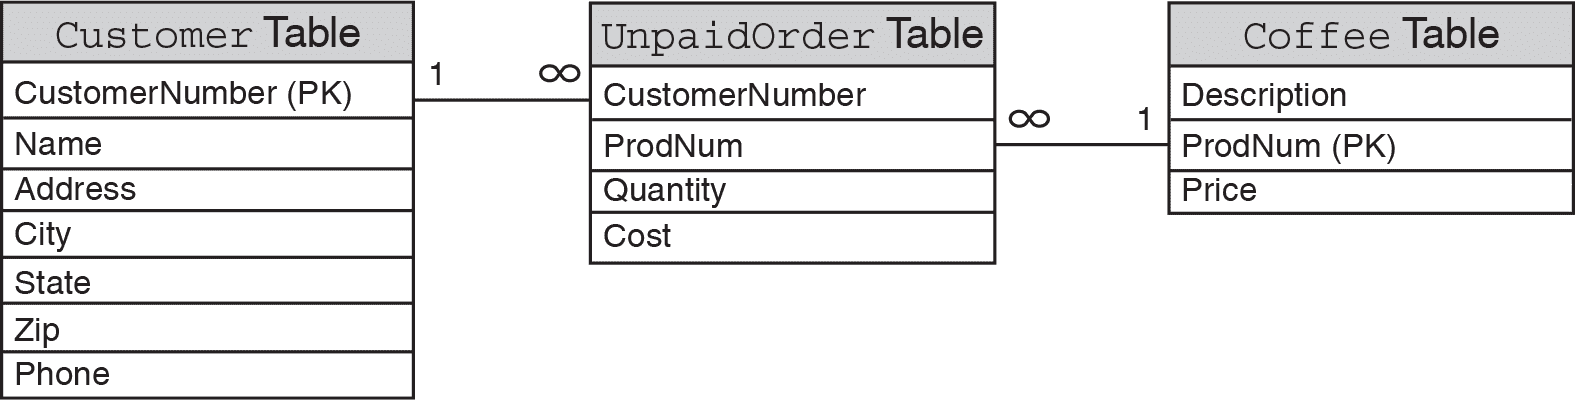 Customer Table
CustomerNumber (PK)
Name
Address
City
State
Zip
Phone
1
∞
UnpaidOrder Table
CustomerNumber
ProdNum
Quantity
Cost
∞
1
Coffee Table
Description
ProdNum (PK)
Price